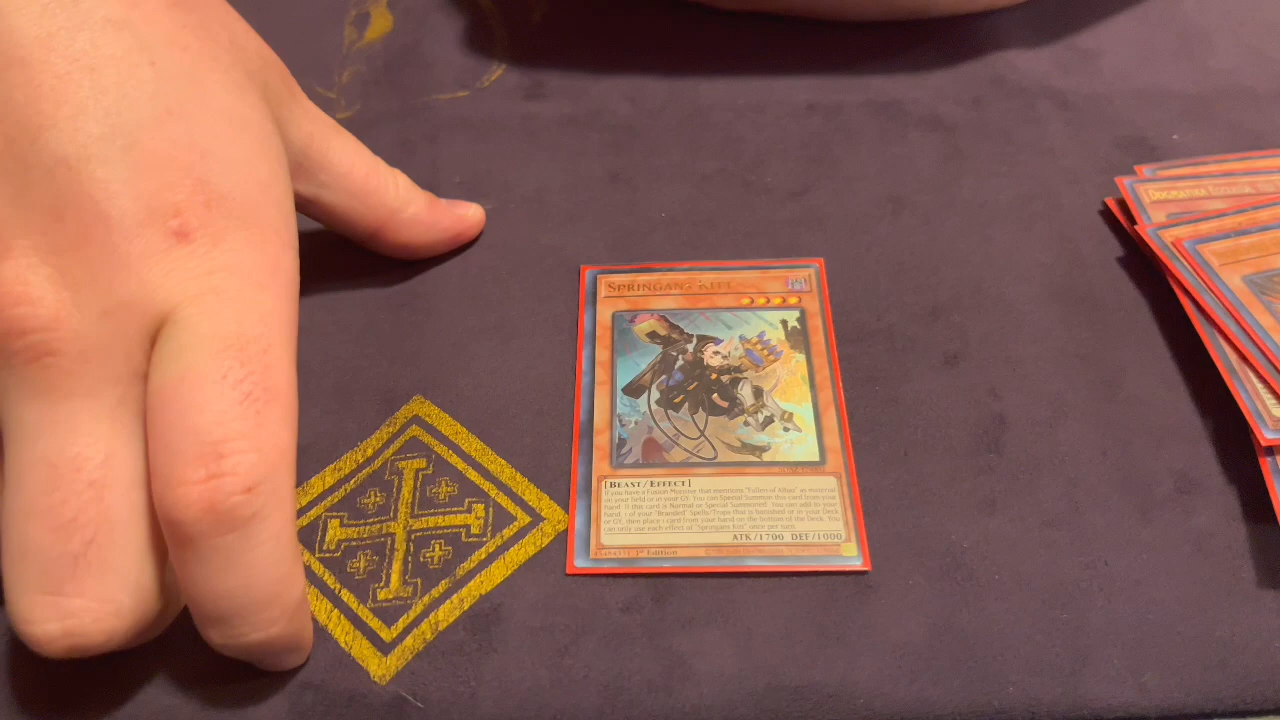 DOGMATIKA ECCLESIA, TH
SPRINGANS KITT
[BEAST/EFFECT]
If you have a Fusion Monster that mentions "Fallen of Albaz" as material
on your field or in your GY: You can Special Summon this card from your
hand. If this card is Normal or Special Summoned: You can add to your
hand, 1 of your "Branded" Spells/Traps that is banished or in your Deck
or GY, then place 1 card from your hand on the bottom of the Deck. You
can only use each effect of "Springans Kitt" once per turn.
ATK/1700 DEF/1000
1st Edition